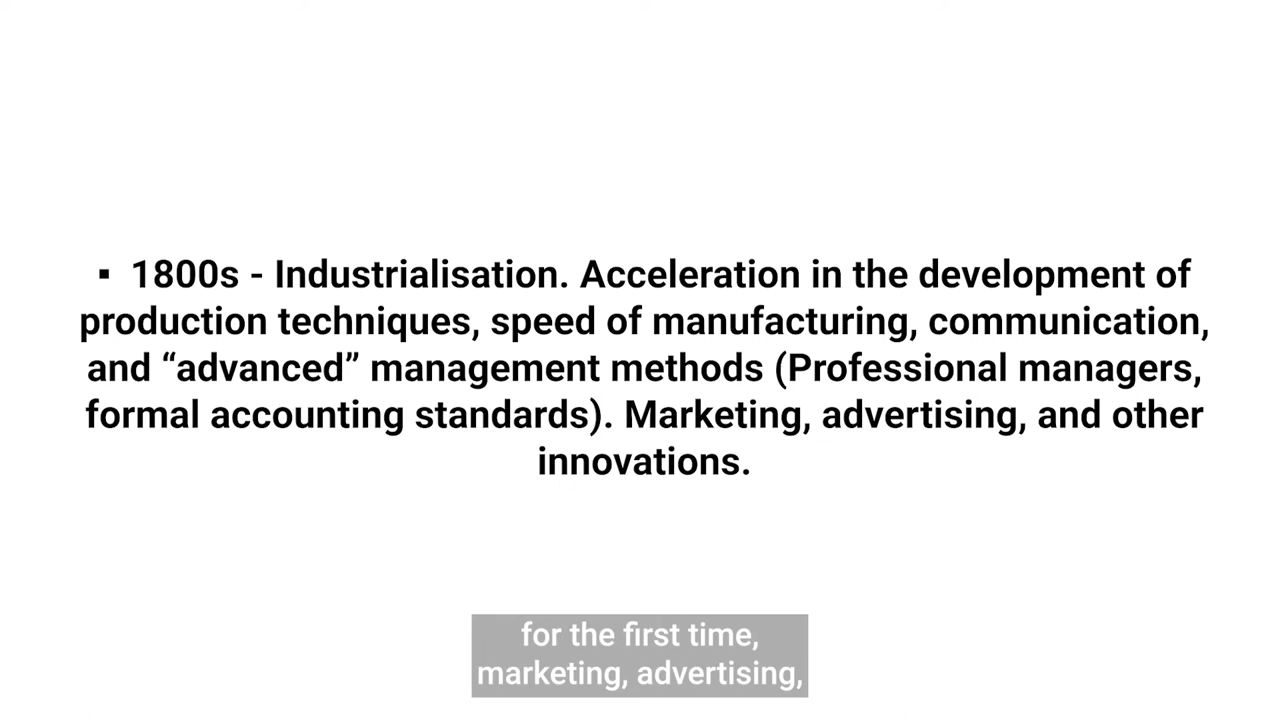 ▪ 1800s - Industrialisation. Acceleration in the development of
production techniques, speed of manufacturing, communication,
and “advanced” management methods (Professional managers,
formal accounting standards). Marketing, advertising, and other
innovations.
for the first time,
marketing, advertising,